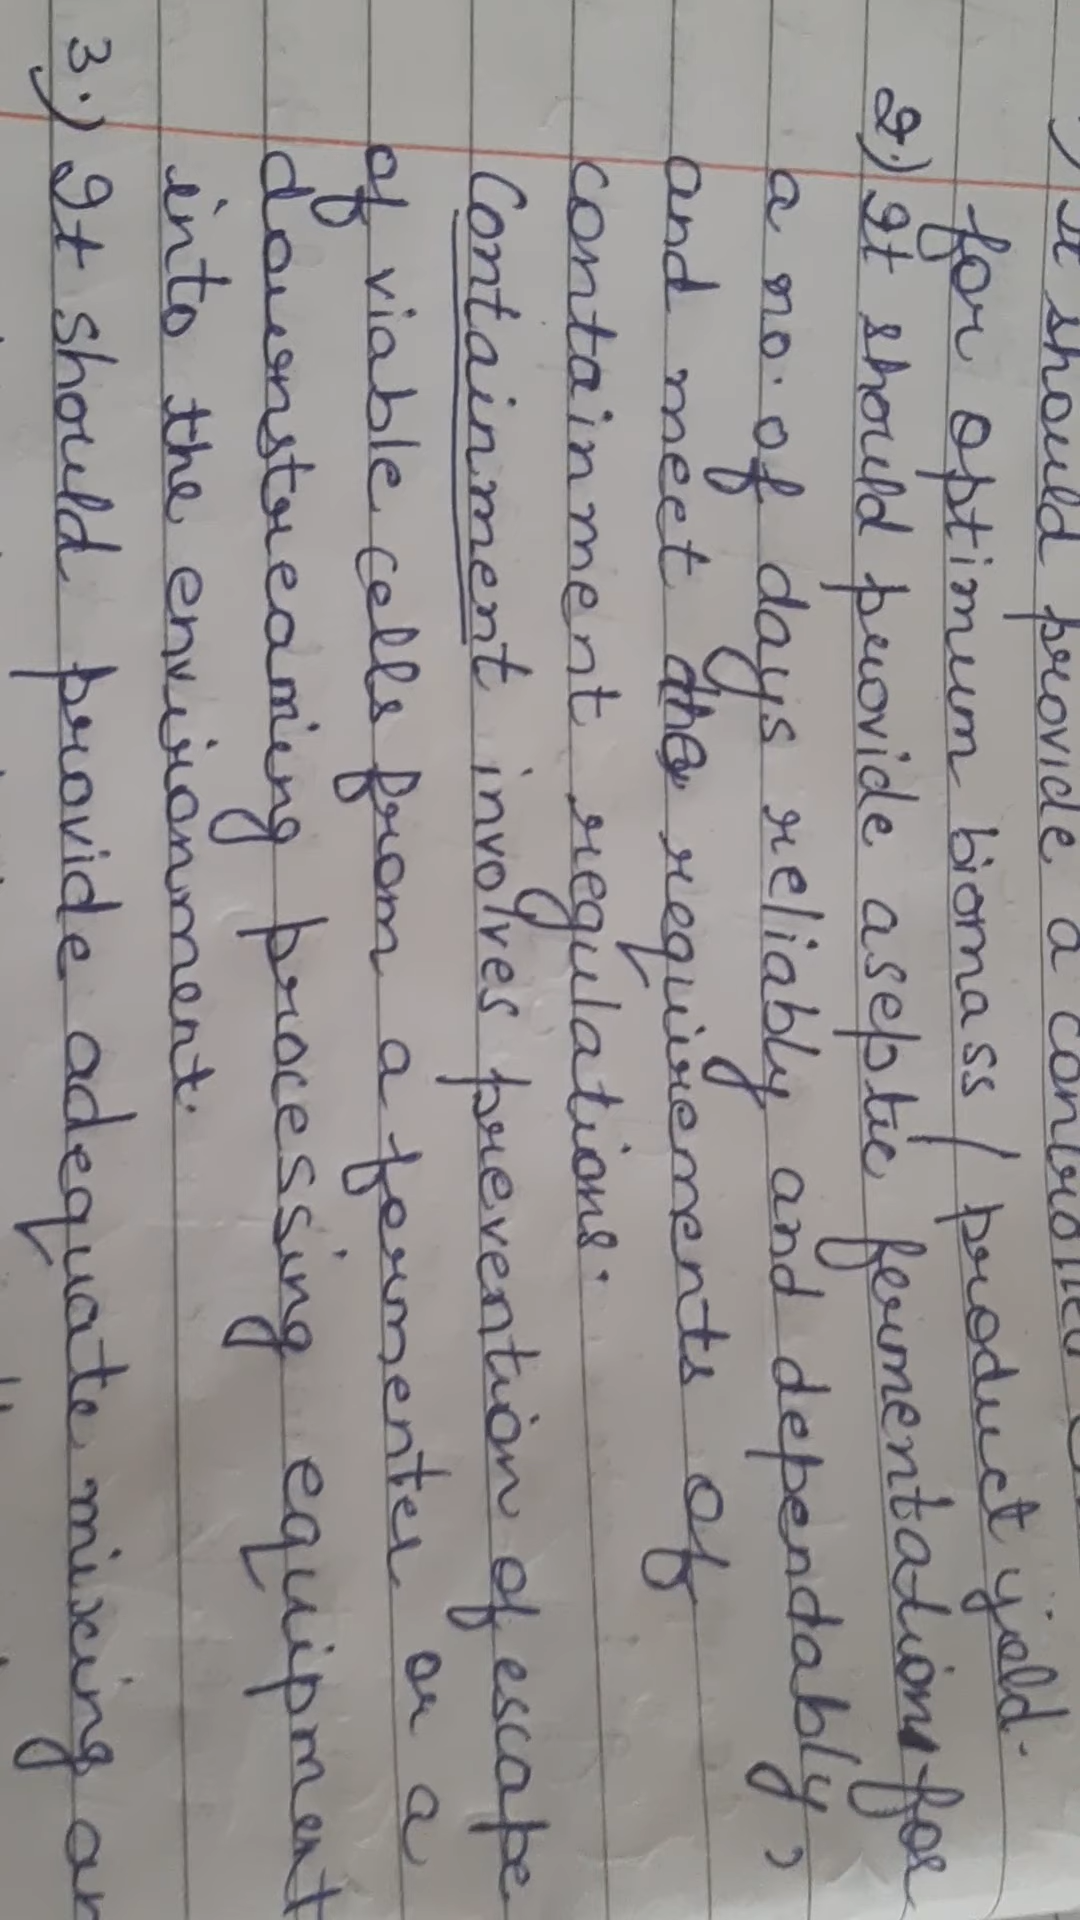 It should provide a controlled
for optimum biomass / product yield.
2.) It should provide aseptic fermentation for
a no. of days reliably and dependably,
and meet the requirements of
containment regulations.
Containment involves prevention of escape
of viable cells from a fermenter or a
downstreaming processing equipment
into the environment.
3.) It should provide adequate mixing an